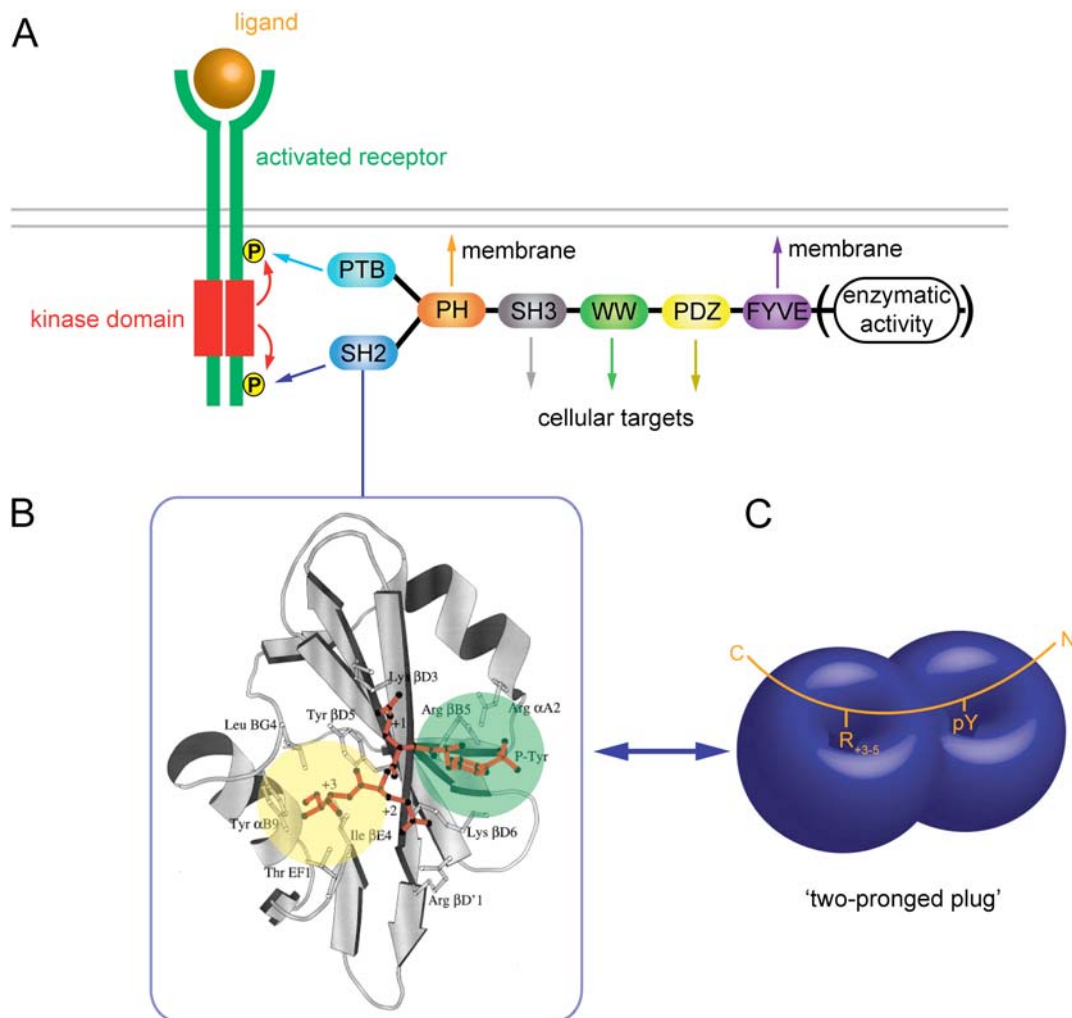 A
ligand
activated receptor
P
PTB
membrane
membrane
kinase domain
PH
SH3
WW
PDZ
FYVE
(enzymatic
activity)
SH2
P
cellular targets
B
C
Lys βD3
Arg βB5
Arg αA2
Tyr βD5
+1
Leu BG4
P-Tyr
+3
+2
Tyr αB9
Ile βE4
Lys βD6
Thr EF1
Arg βD'1
C
N
R+3-5
pY
'two-pronged plug'